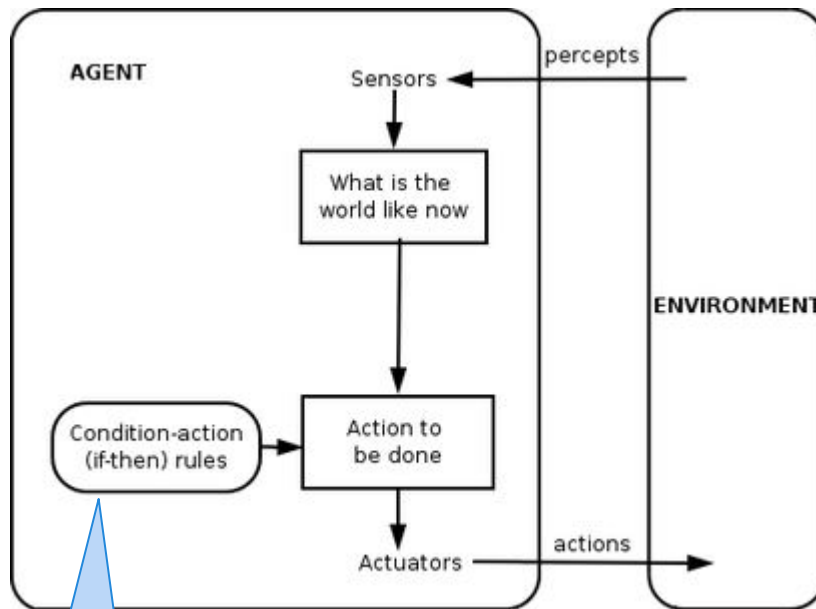 AGENT
percepts
Sensors
What is the
world like now
ENVIRONMENT
Condition-action
(if-then) rules
Action to
be done
Actuators
actions